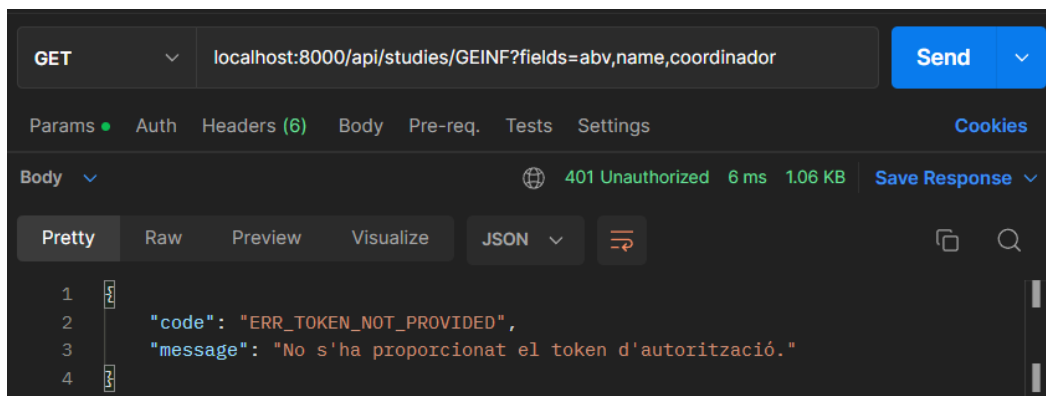 GET localhost:8000/api/studies/GEINF?fields=abv,name,coordinador Send
Params Auth Headers (6) Body Pre-req. Tests Settings Cookies
Body 401 Unauthorized 6 ms 1.06 KB Save Response
Pretty Raw Preview Visualize JSON
1 {
2 "code": "ERR_TOKEN_NOT_PROVIDED",
3 "message": "No s'ha proporcionat el token d'autorització."
4 }